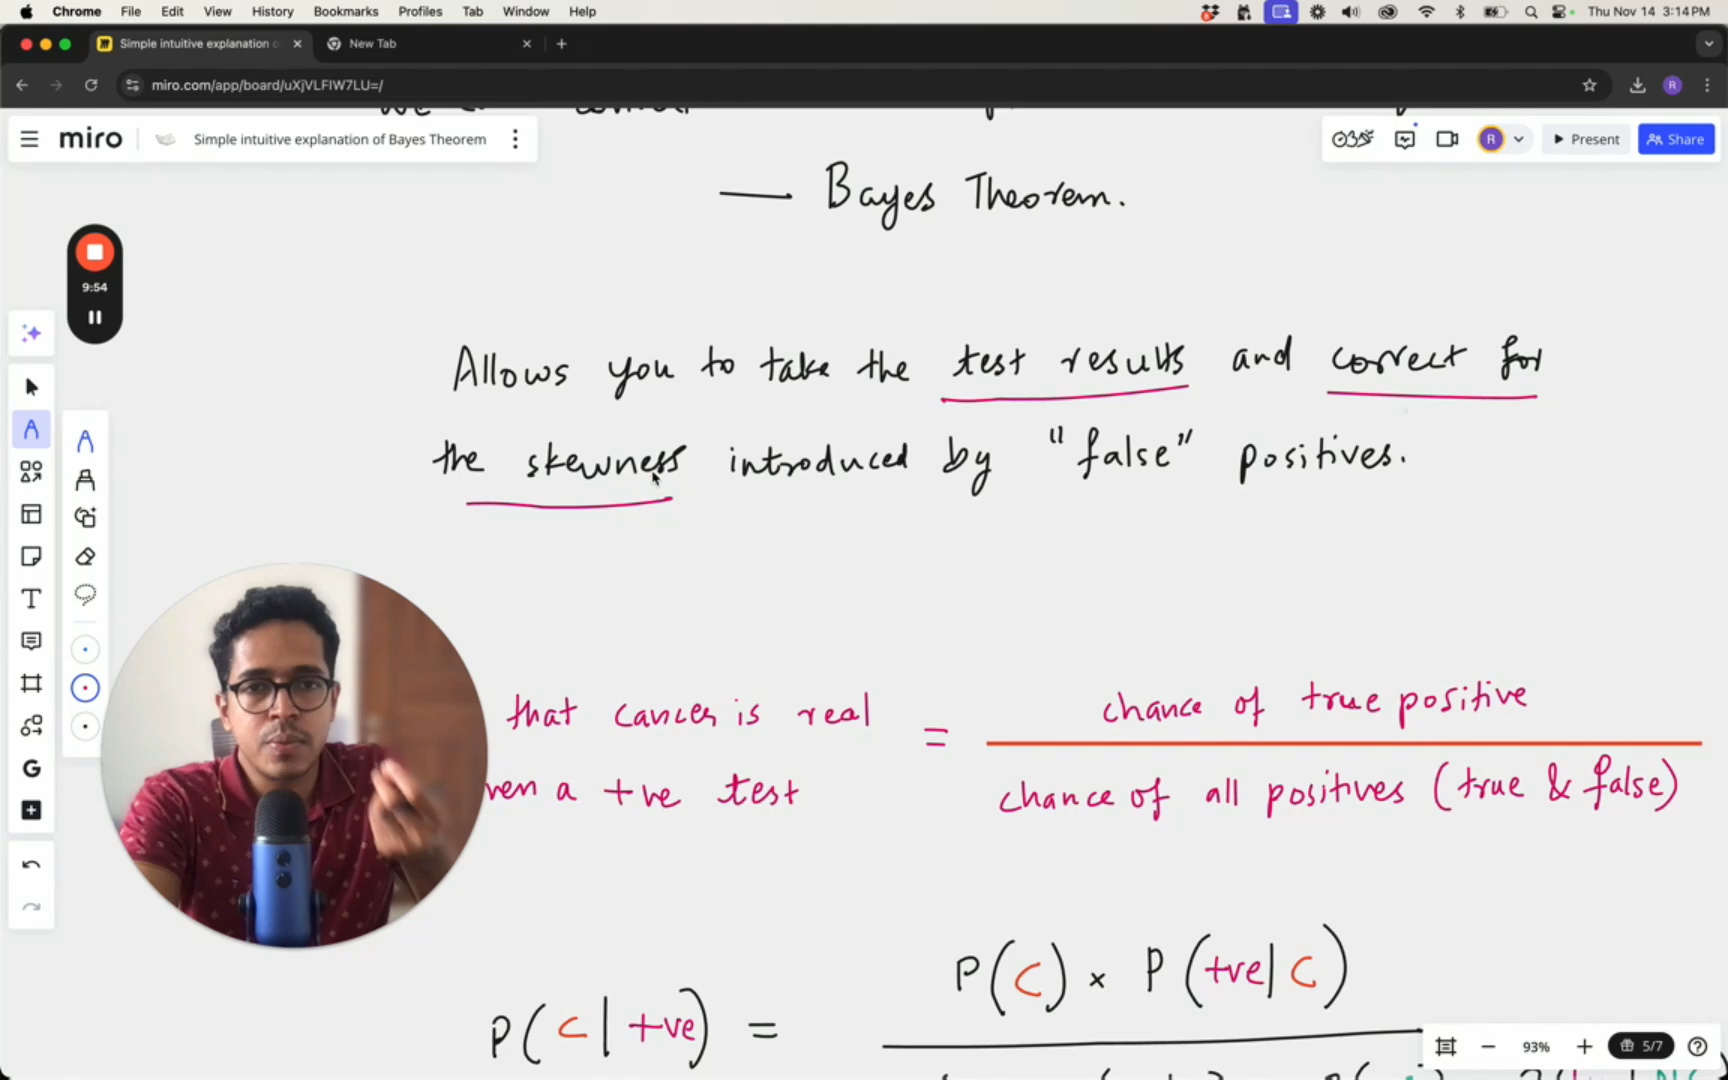 Chrome File Edit View History Bookmarks Profiles Tab Window Help
Thu Nov 14 3:14 PM
Simple intuitive explanation o
New Tab
miro.com/app/board/uXjVLFIW7LU=/
R
miro
Simple intuitive explanation of Bayes Theorem
R
Present
Share
— Bayes Theorem.
9:54
Allows you to take the test results and correct for
the skewness introduced by "false" positives.
that cancer is real = chance of true positive
chance of all positives (true & false)
ven a +ve test
P(C) × P(+ve|C)
P(C|+ve) =
T
G
93%
5/7